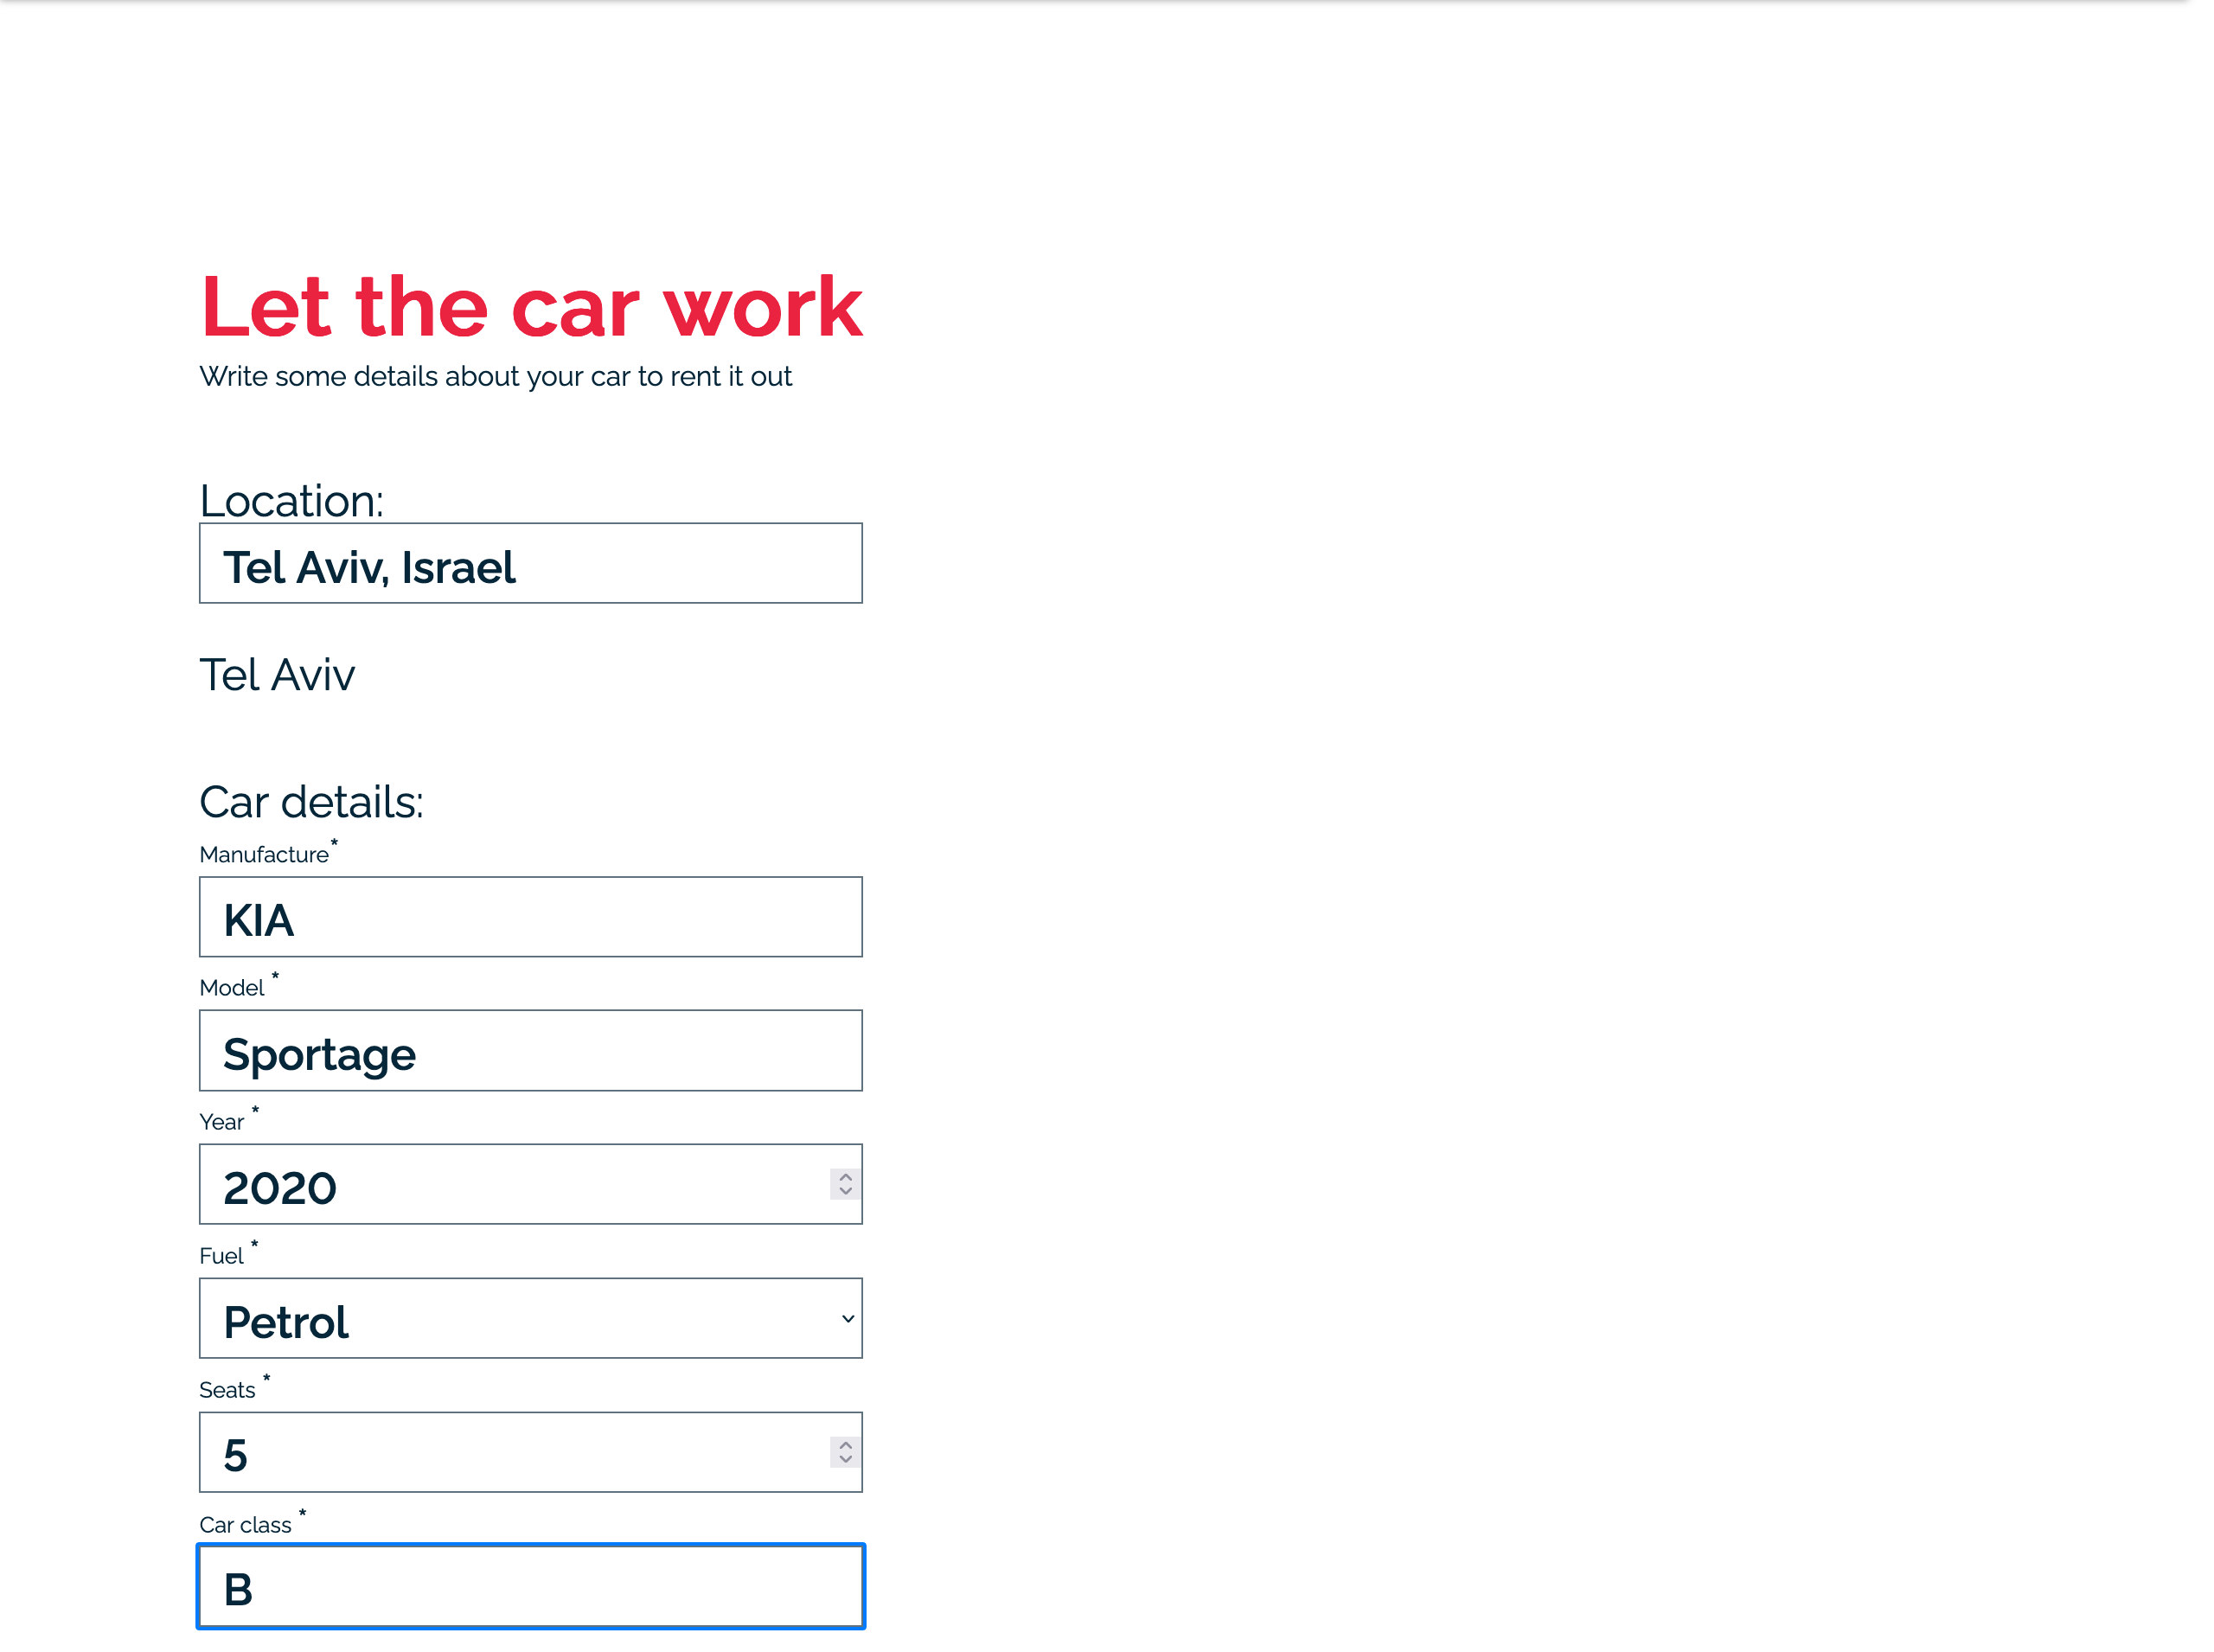 Let the car work
Write some details about your car to rent it out
Location:
Tel Aviv, Israel
Tel Aviv
Car details:
Manufacture*
KIA
Model *
Sportage
Year *
2020
Fuel *
Petrol
Seats *
5
Car class *
B